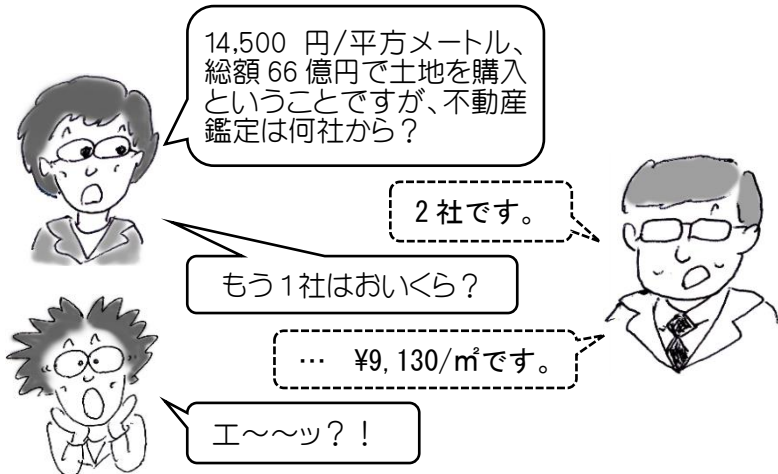 14,500 円/平方メートル、
総額 66 億円で土地を購入
ということですが、不動産
鑑定は何社から？
2 社です。
もう 1 社はおいくら？
… ¥9,130/㎡です。
エ～～ッ？！